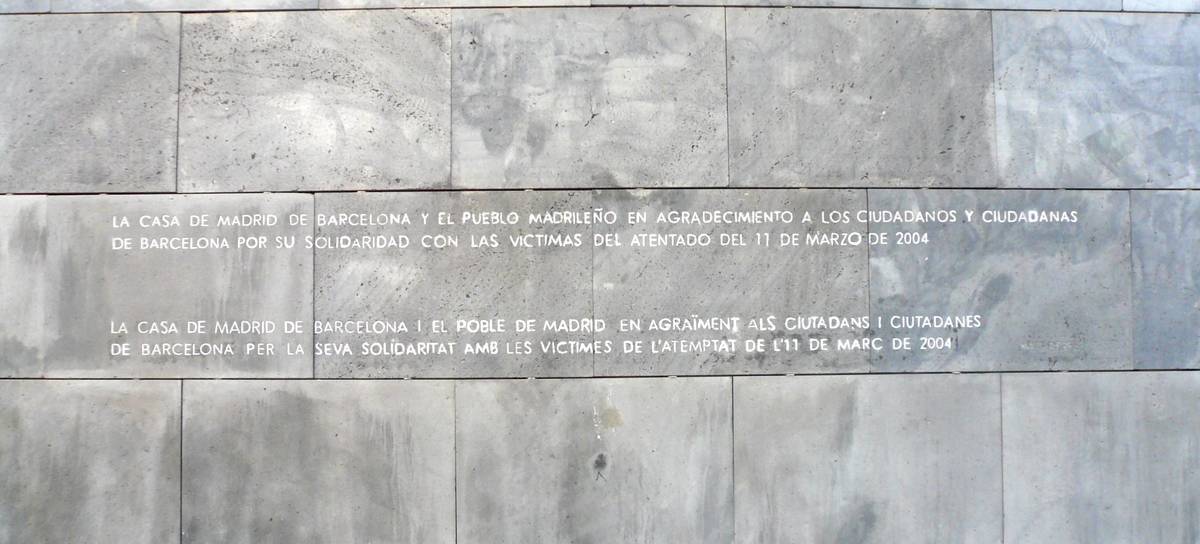 LA CASA DE MADRID DE BARCELONA Y EL PUEBLO MADRILEÑO EN AGRADECIMIENTO A LOS CIUDADANOS Y CIUDADANAS
DE BARCELONA POR SU SOLIDARIDAD CON LAS VICTIMAS DEL ATENTADO DEL 11 DE MARZO DE 2004
LA CASA DE MADRID DE BARCELONA I EL POBLE DE MADRID EN AGRAÏMENT ALS CIUTADANS I CIUTADANES
DE BARCELONA PER LA SEVA SOLIDARITAT AMB LES VICTIMES DE L'ATEMPTAT DE L'11 DE MARÇ DE 2004